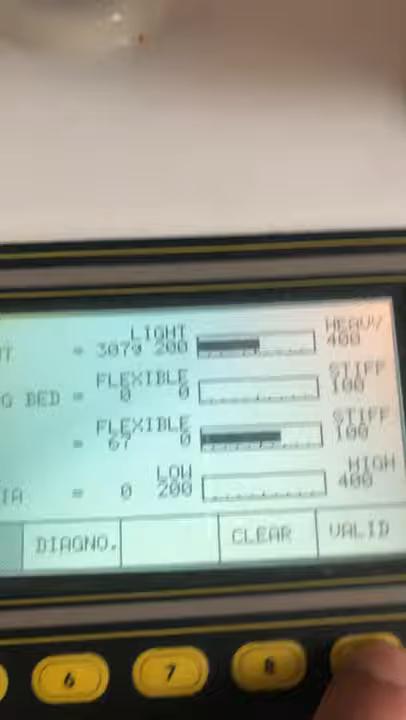 LIGHT HEAVY
T = 3079 200 400
FLEXIBLE STIFF
G BED = 0 0 100
FLEXIBLE STIFF
= 67 0 100
LOW HIGH
IA = 0 200 400
DIAGNO. CLEAR VALID
6 7 8